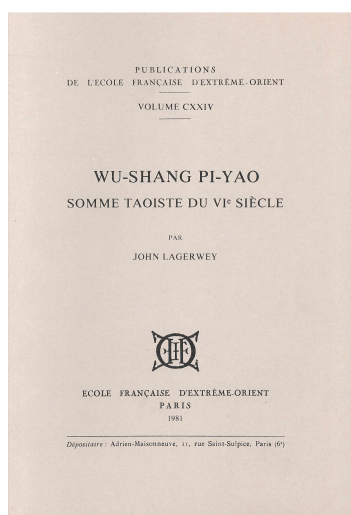 PUBLICATIONS
DE L'ECOLE FRANÇAISE D'EXTRÊME-ORIENT
VOLUME CXXIV
WU-SHANG PI-YAO
SOMME TAOISTE DU VIe SIÈCLE
PAR
JOHN LAGERWEY
ECOLE FRANÇAISE D'EXTRÊME-ORIENT
PARIS
1981
Dépositaire : Adrien-Maisonneuve, 11, rue Saint-Sulpice, Paris (6e)